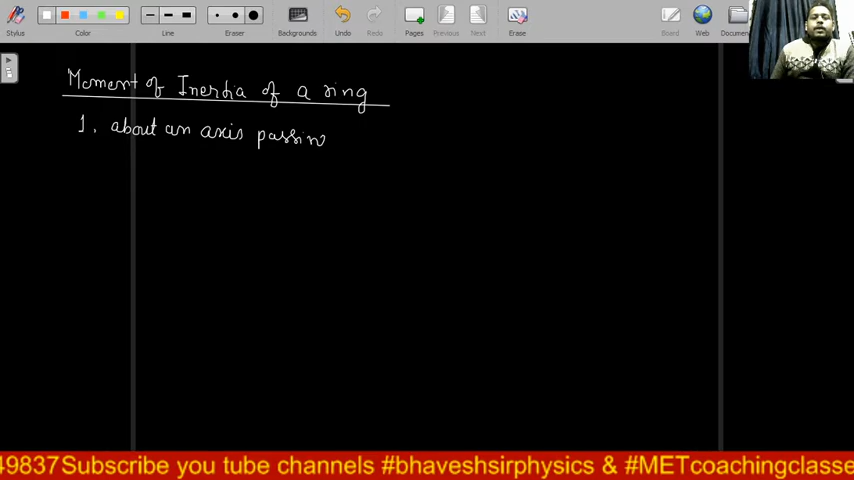 Stylus
Color
Line
Eraser
Backgrounds
Undo
Redo
Pages
Previous
Next
Erase
Board
Web
Documen
Moment of Inertia of a ring
1. about an axis passin
49837Subscribe you tube channels #bhaveshsirphysics & #METcoachingclasse